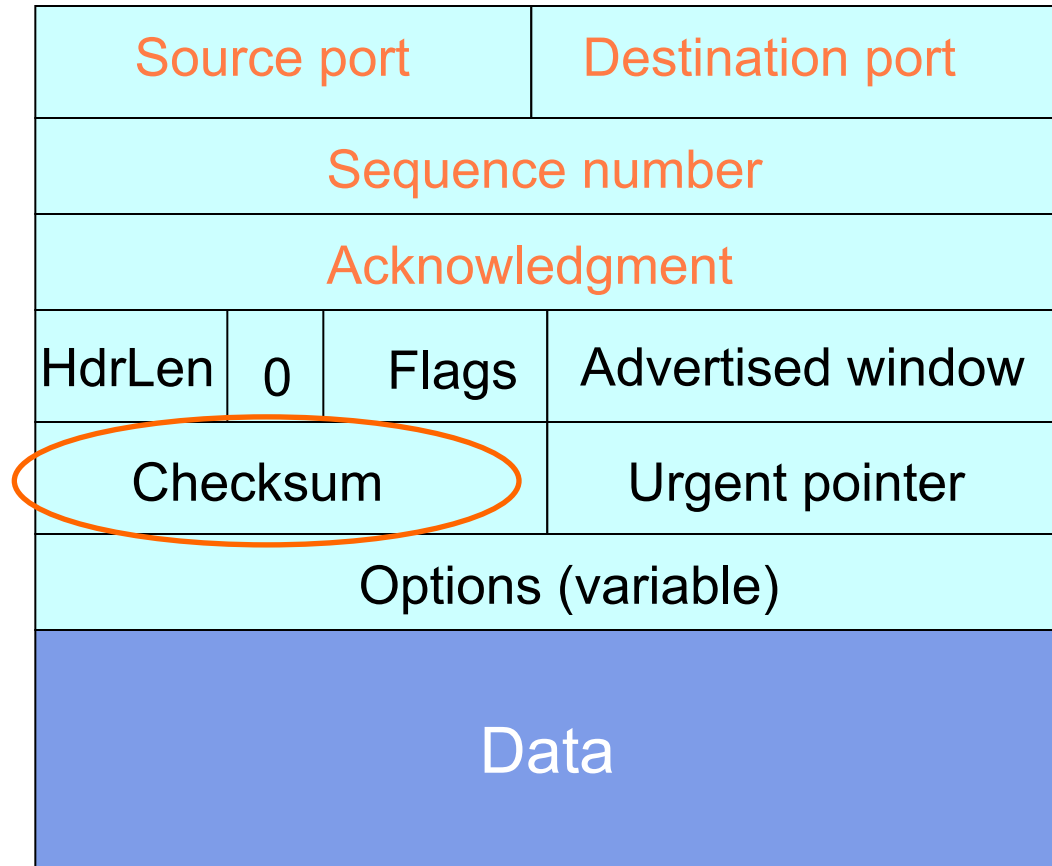 Source port Destination port
Sequence number
Acknowledgment
HdrLen 0 Flags Advertised window
Checksum Urgent pointer
Options (variable)
Data